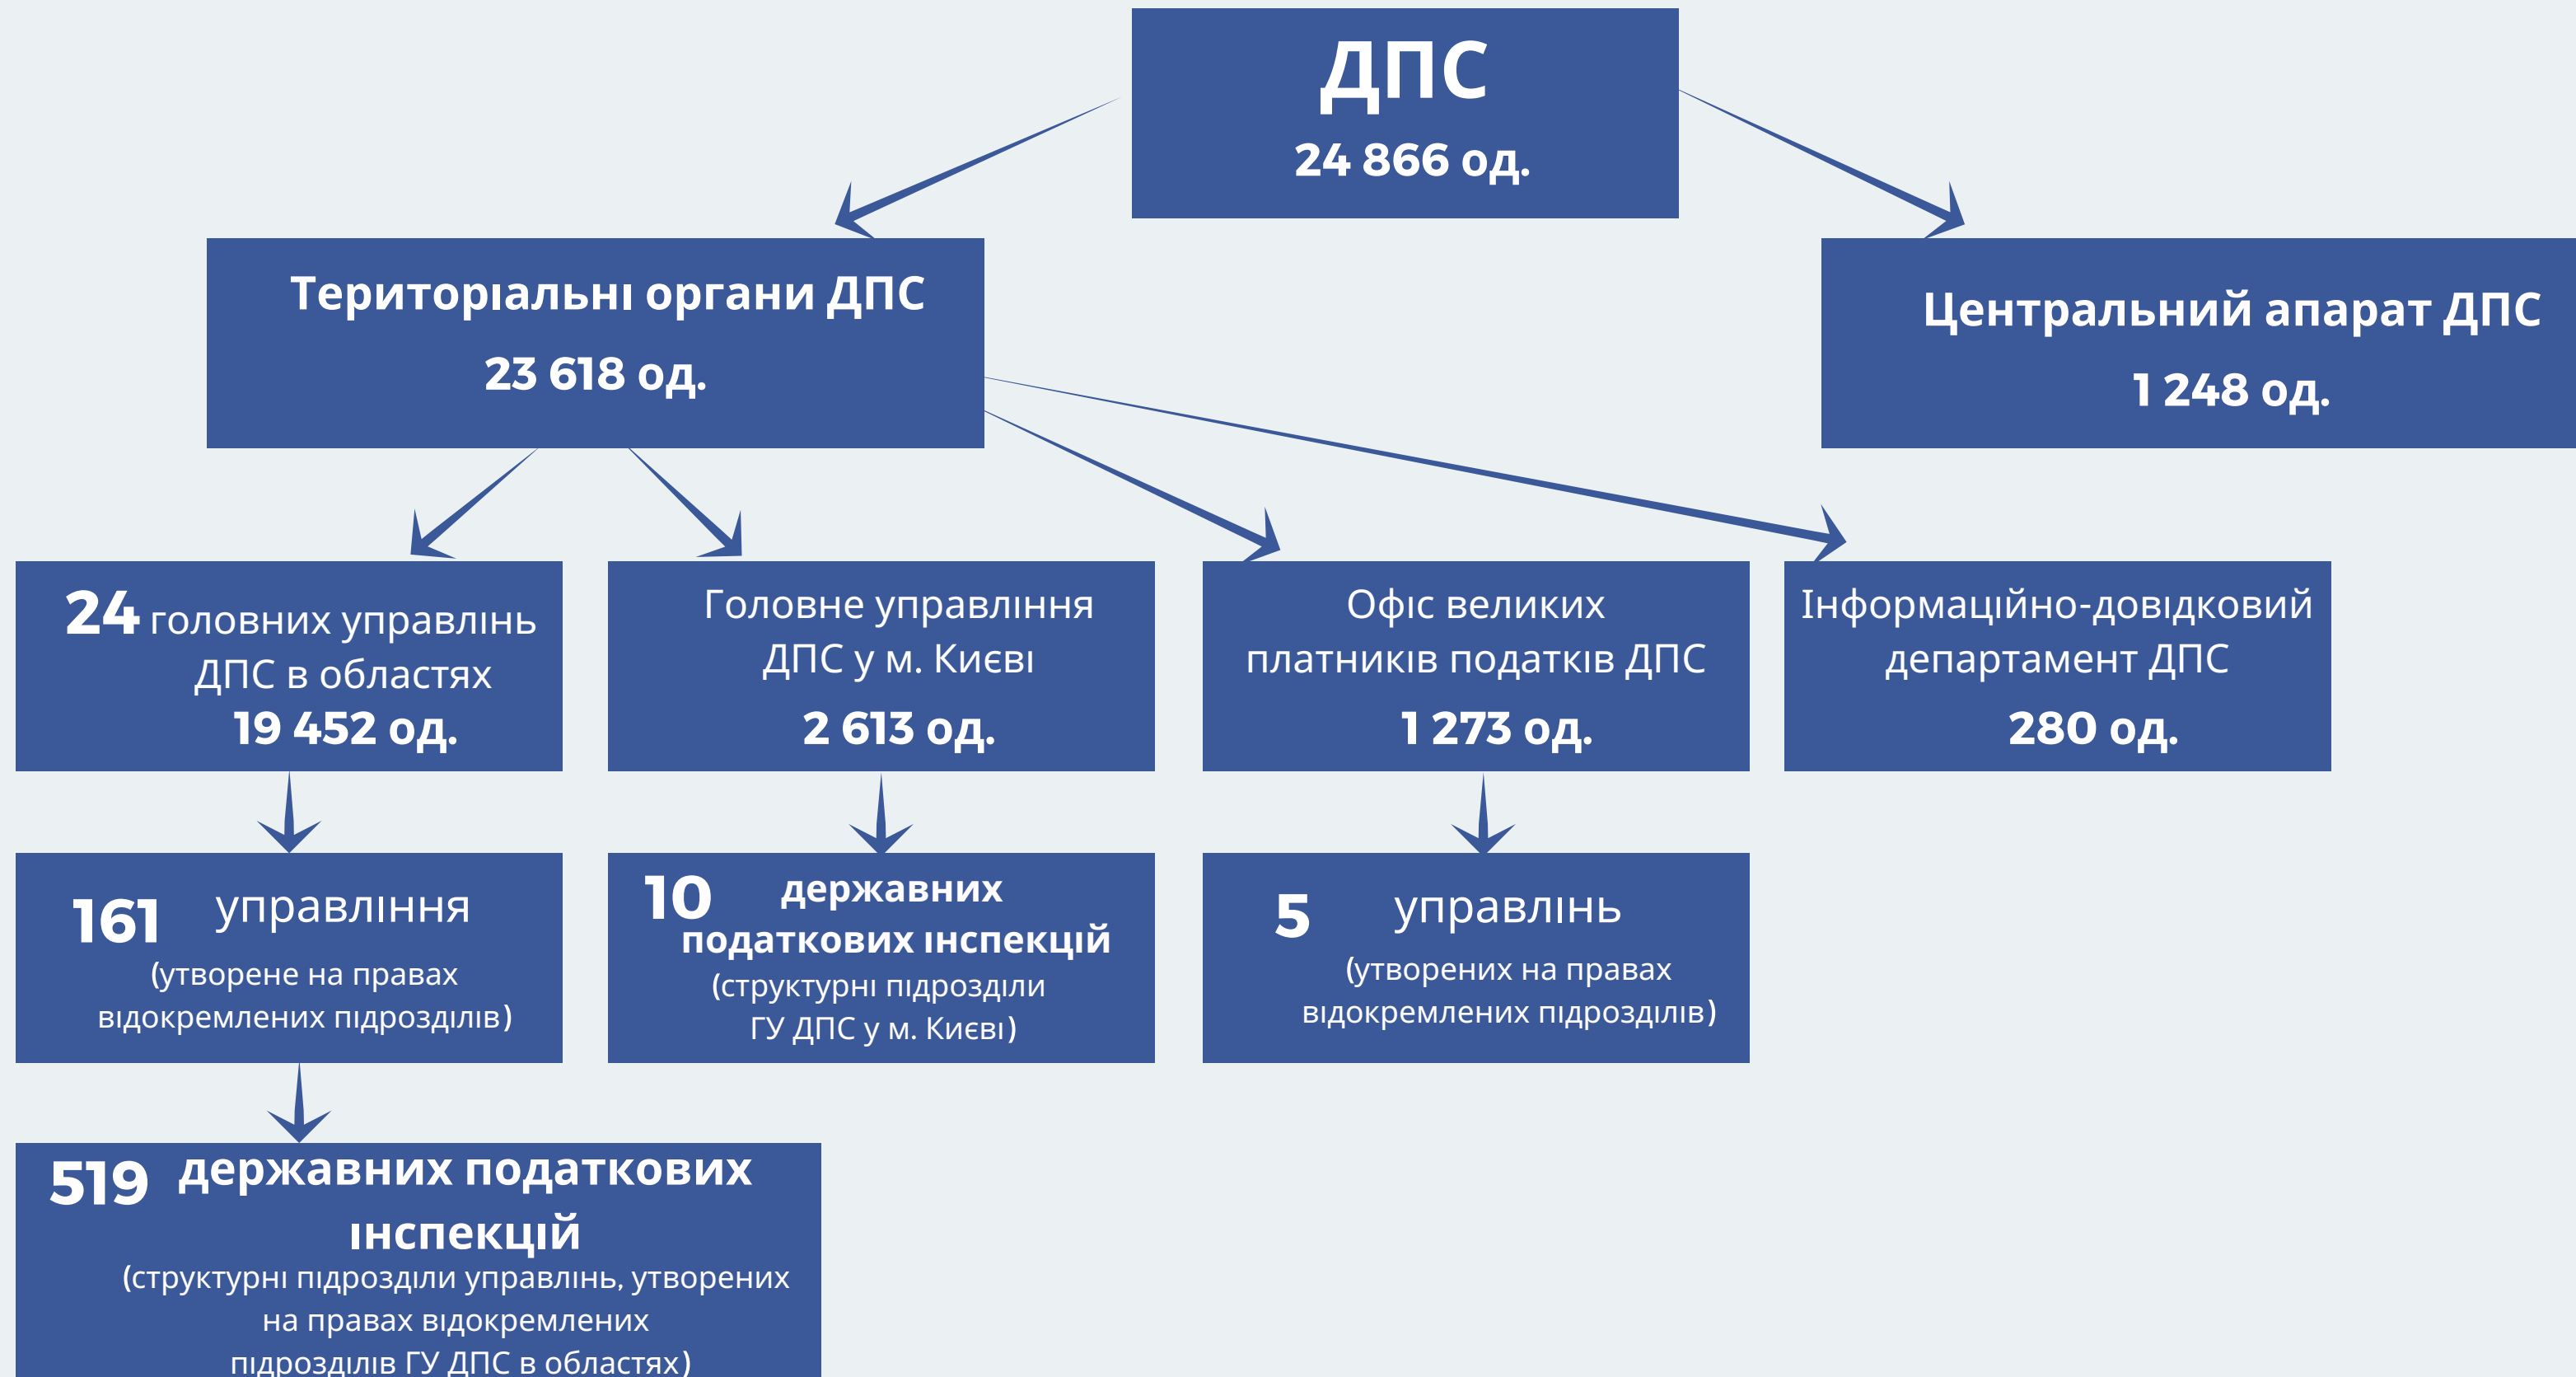 ДПС
24 866 од.
Територіальні органи ДПС
23 618 од.
Центральний апарат ДПС
1 248 од.
24 головних управлінь
ДПС в областях
19 452 од.
Головне управління
ДПС у м. Києві
2 613 од.
Офіс великих
платників податків ДПС
1 273 од.
Інформаційно-довідковий
департамент ДПС
280 од.
161 управління
(утворене на правах
відокремлених підрозділів)
10 державних
податкових інспекцій
(структурні підрозділи
ГУ ДПС у м. Києві)
5 управлінь
(утворених на правах
відокремлених підрозділів)
519 державних податкових
інспекцій
(структурні підрозділи управлінь, утворених
на правах відокремлених
підрозділів ГУ ДПС в областях)